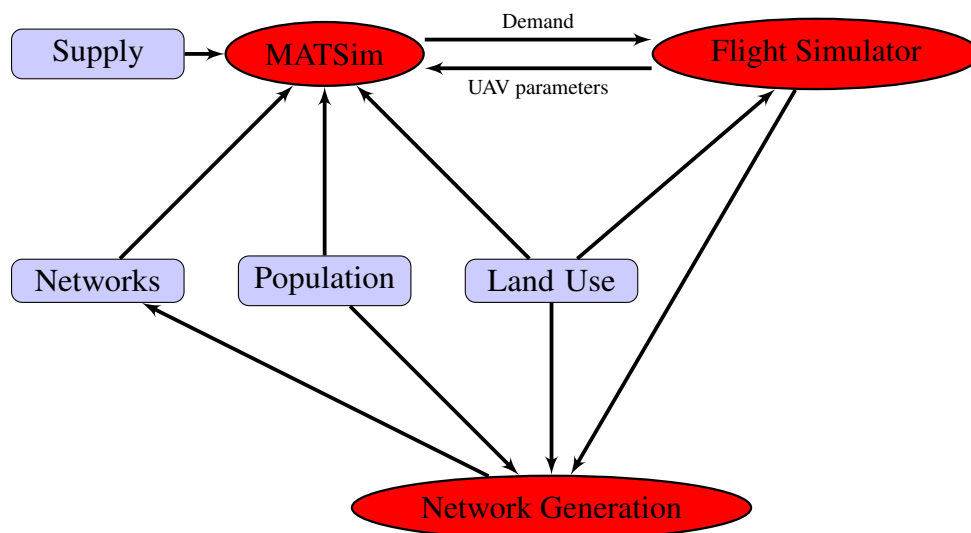 Supply
MATSim
Demand
UAV parameters
Flight Simulator
Networks
Population
Land Use
Network Generation